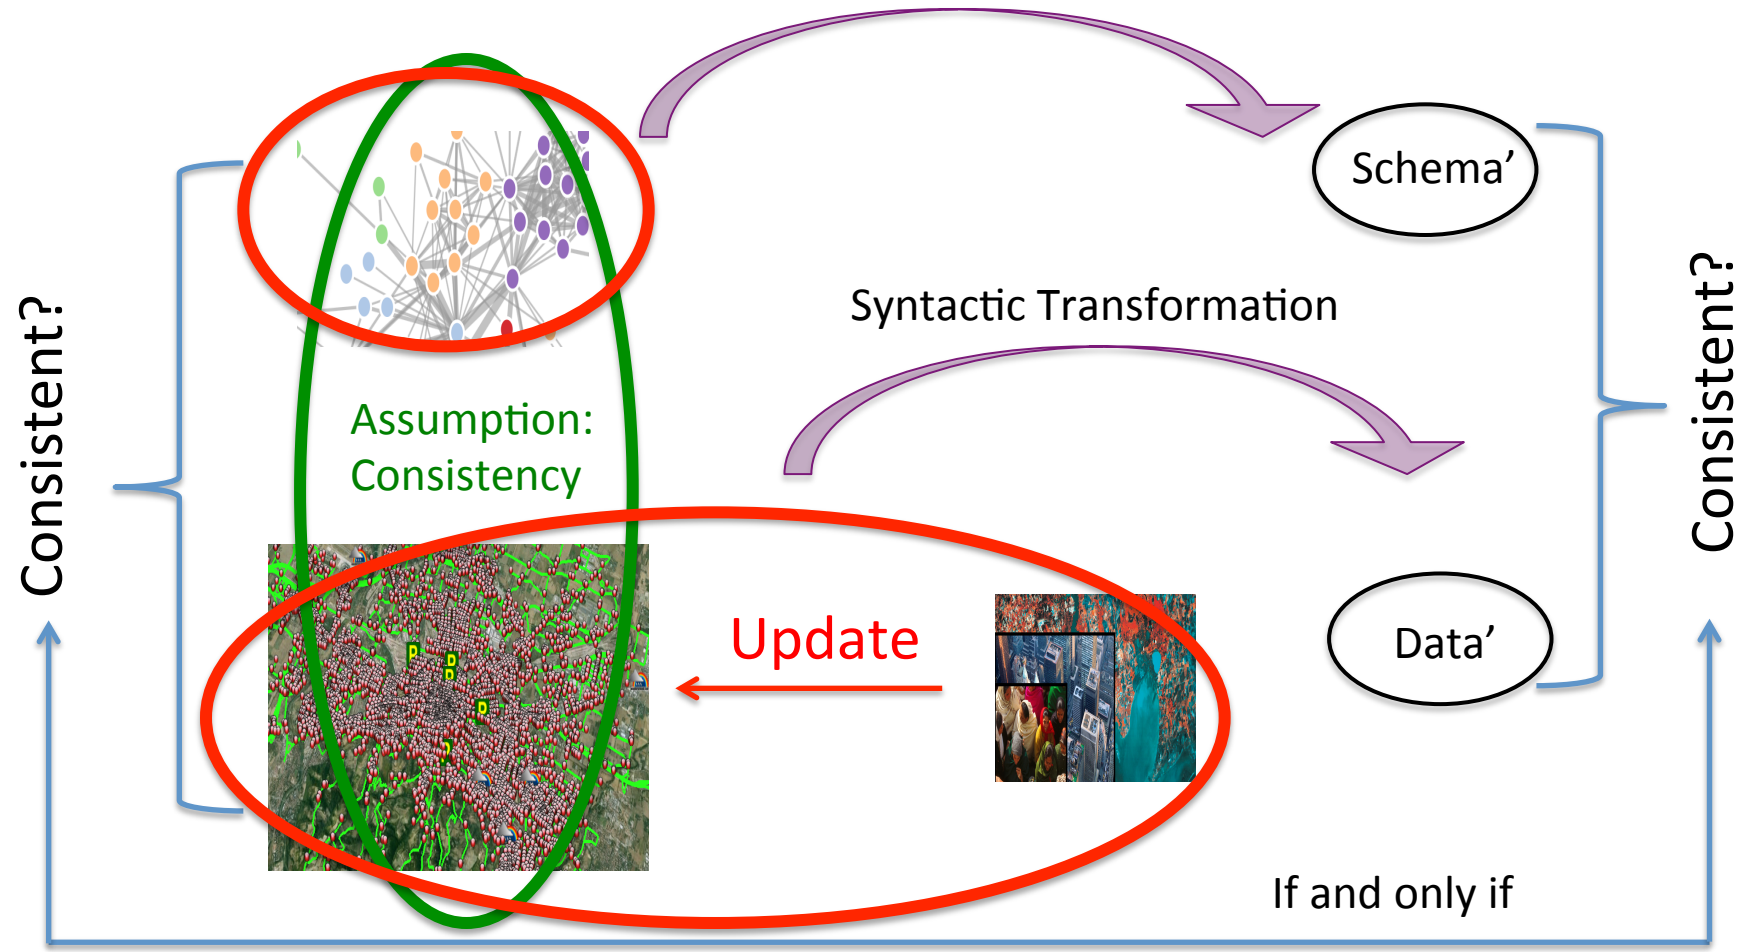 Consistent?
Schema’
Syntactic Transformation
Assumption:
Consistency
Update
Data’
Consistent?
If and only if